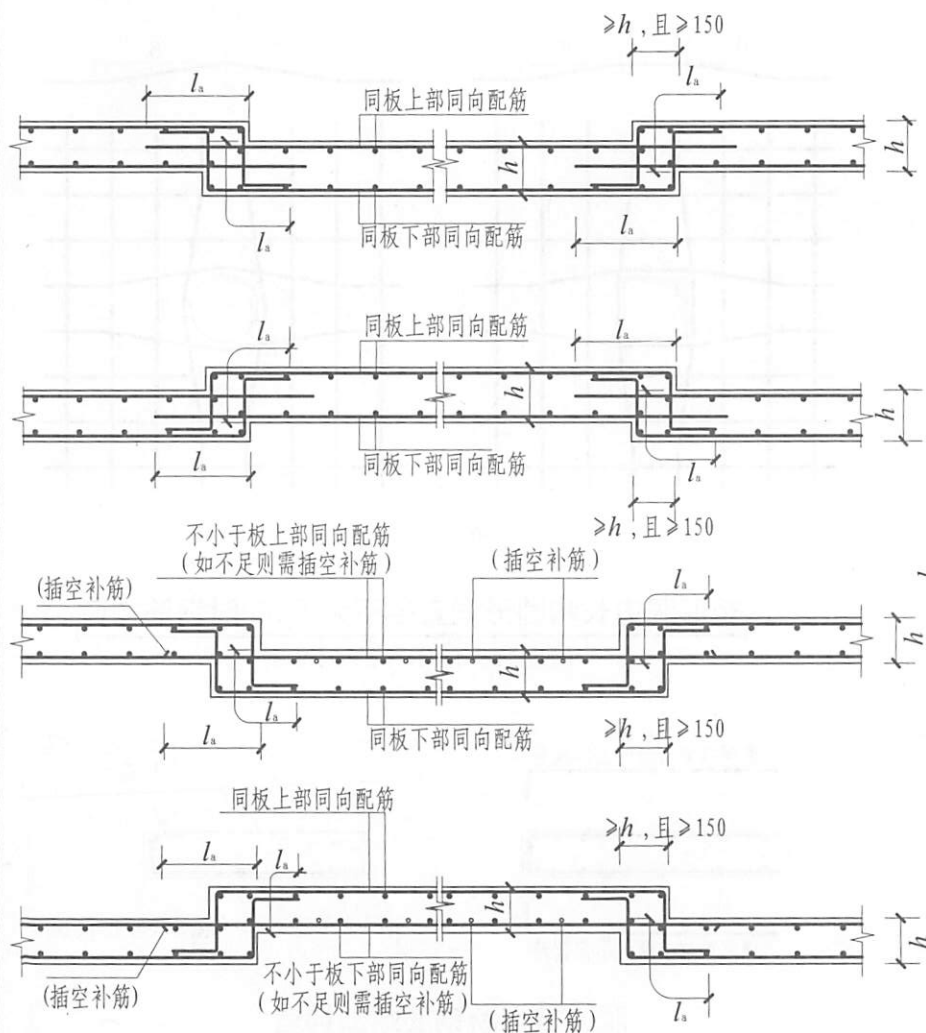 ≥h,且≥150
lₐ
同板上部同向配筋
lₐ
h
h
lₐ
同板下部同向配筋
lₐ
同板上部同向配筋
lₐ
lₐ
h
h
lₐ
同板下部同向配筋
lₐ
≥h,且≥150
不小于板上部同向配筋
(如不足则需插空补筋)
(插空补筋)
(插空补筋)
lₐ
h
h
lₐ
lₐ
同板下部同向配筋
≥h,且≥150
同板上部同向配筋
≥h,且≥150
lₐ
lₐ
h
h
(插空补筋)
不小于板下部同向配筋
(如不足则需插空补筋)
(插空补筋)
lₐ